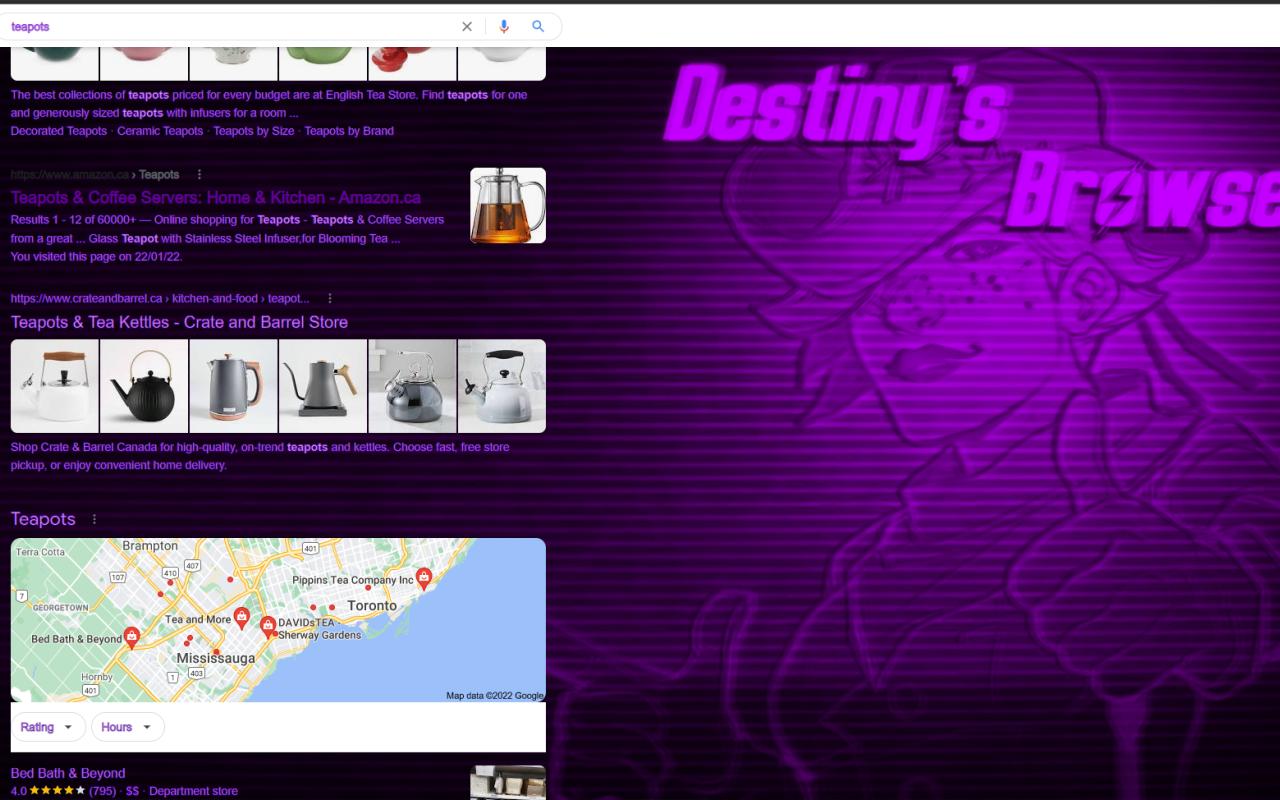 teapots
Destiny's
Browse
The best collections of teapots priced for every budget are at English Tea Store. Find teapots for one
and generously sized teapots with infusers for a room ...
Decorated Teapots · Ceramic Teapots · Teapots by Size · Teapots by Brand
https://www.amazon.ca › Teapots
Teapots & Coffee Servers: Home & Kitchen - Amazon.ca
Results 1 - 12 of 60000+ — Online shopping for Teapots - Teapots & Coffee Servers
from a great ... Glass Teapot with Stainless Steel Infuser,for Blooming Tea ...
You visited this page on 22/01/22.
https://www.crateandbarrel.ca › kitchen-and-food › teapot...
Teapots & Tea Kettles - Crate and Barrel Store
Shop Crate & Barrel Canada for high-quality, on-trend teapots and kettles. Choose fast, free store
pickup, or enjoy convenient home delivery.
Teapots
Terra Cotta
Brampton
401
407
410
107
Pippins Tea Company Inc
7
GEORGETOWN
Toronto
Tea and More
DAVIDsTEA -
Sherway Gardens
Bed Bath & Beyond
Mississauga
Hornby
1
403
401
Map data ©2022 Google
Rating
Hours
Bed Bath & Beyond
4.0 ★★★★★ (795) · $$ · Department store